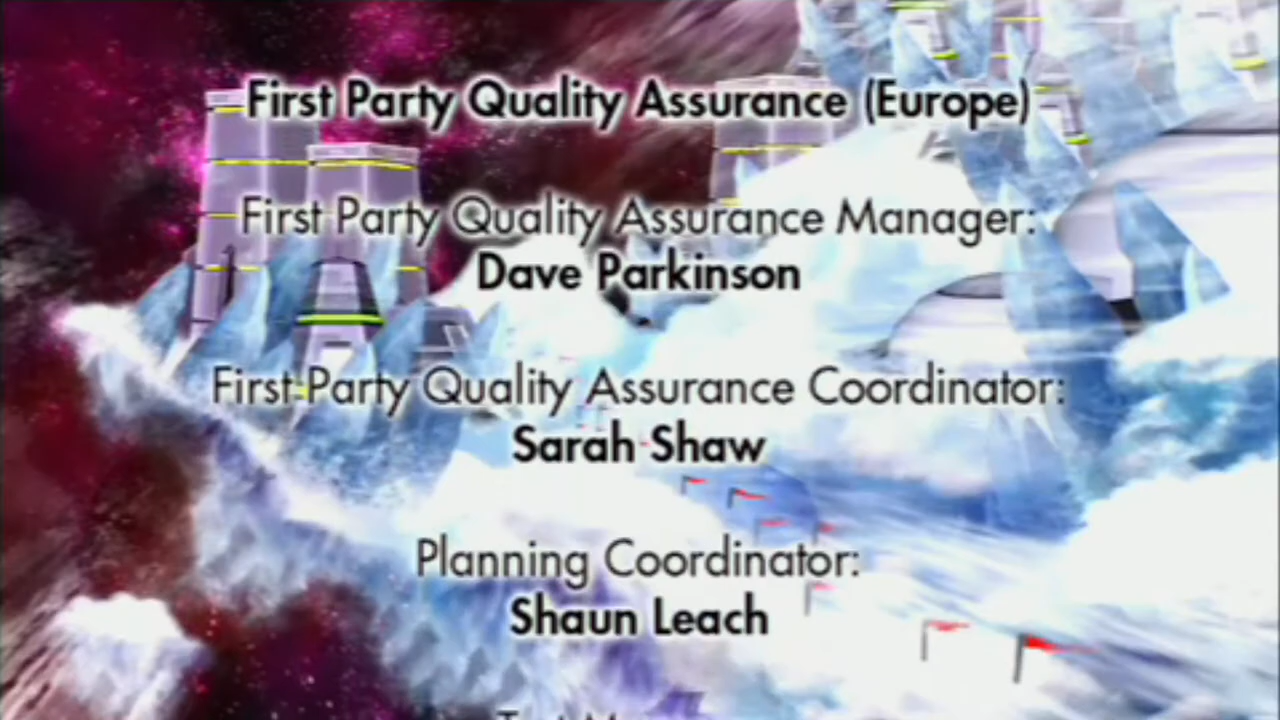 First Party Quality Assurance (Europe)
First Party Quality Assurance Manager:
Dave Parkinson
First Party Quality Assurance Coordinator:
Sarah Shaw
Planning Coordinator:
Shaun Leach